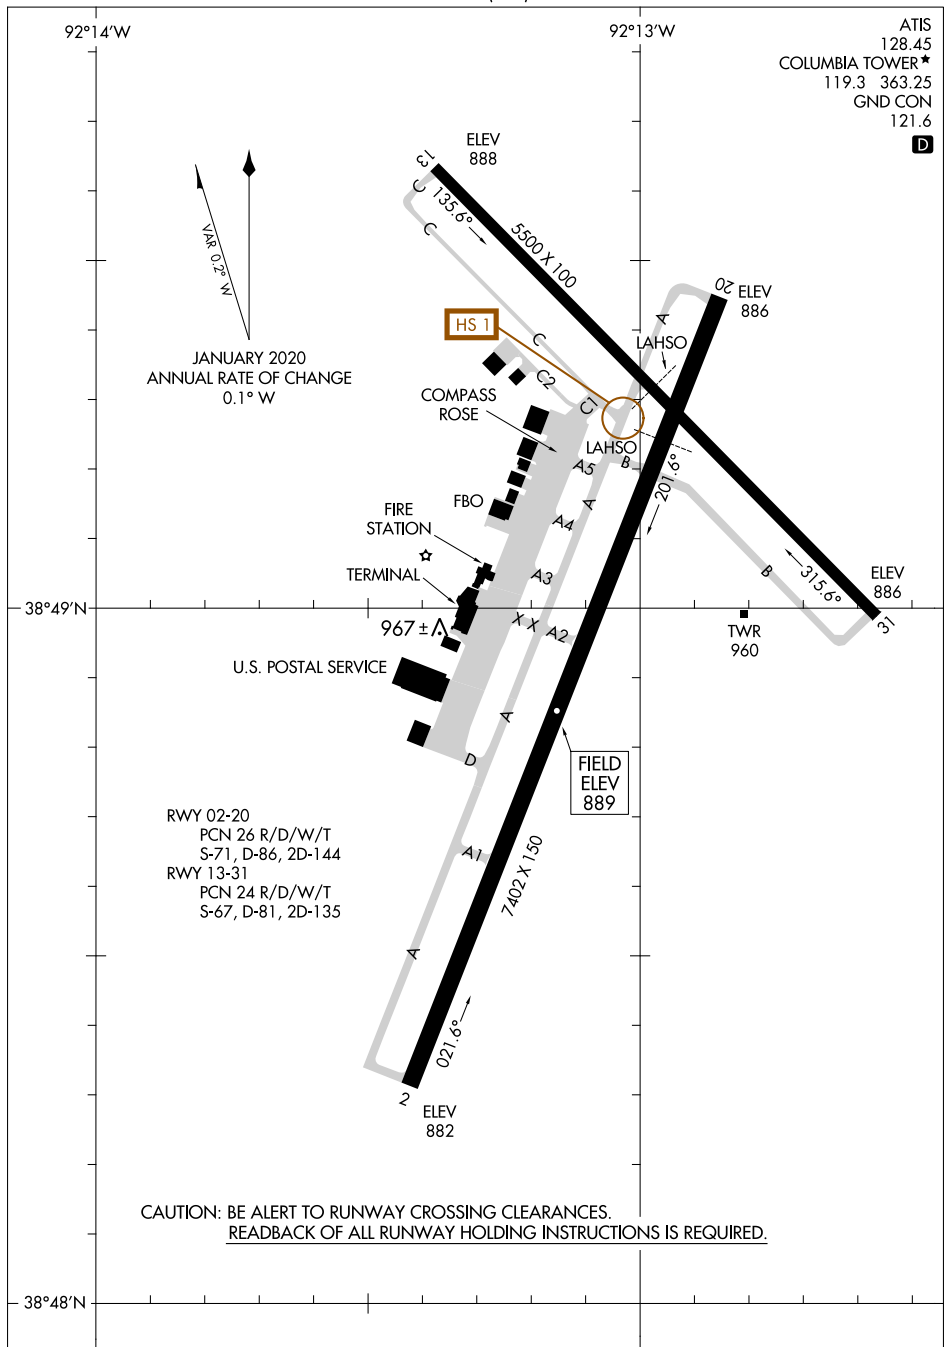 92°14'W
92°13'W
ATIS
128.45
COLUMBIA TOWER★
119.3 363.25
GND CON
121.6
D
ELEV
888
13
C
135.6°
C
5500 X 100
VAR 0.2° W
JANUARY 2020
ANNUAL RATE OF CHANGE
0.1° W
20
ELEV
886
A
HS 1
C
LAHSO
C2
COMPASS
ROSE
C1
LAHSO
A5
B
201.6°
FBO
A
A4
FIRE
STATION
TERMINAL
A3
B
315.6°
ELEV
886
31
38°49'N
X X
A2
967 ±
TWR
960
U.S. POSTAL SERVICE
A
D
FIELD
ELEV
889
RWY 02-20
PCN 26 R/D/W/T
S-71, D-86, 2D-144
RWY 13-31
PCN 24 R/D/W/T
S-67, D-81, 2D-135
A1
7402 X 150
A
021.6°
2
ELEV
882
CAUTION: BE ALERT TO RUNWAY CROSSING CLEARANCES.
READBACK OF ALL RUNWAY HOLDING INSTRUCTIONS IS REQUIRED.
38°48'N